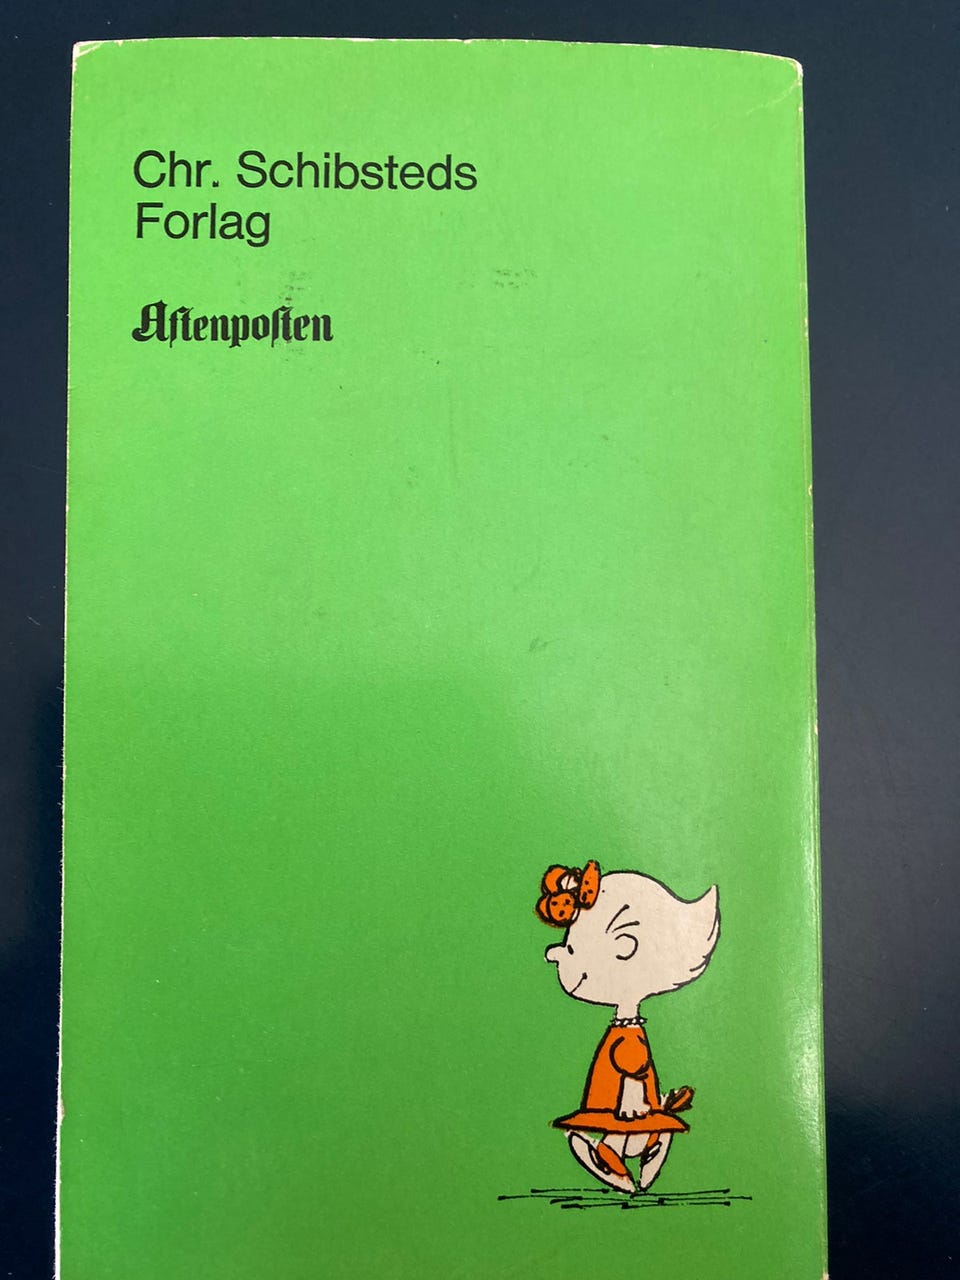 Chr. Schibsteds
Forlag
Aftenposten